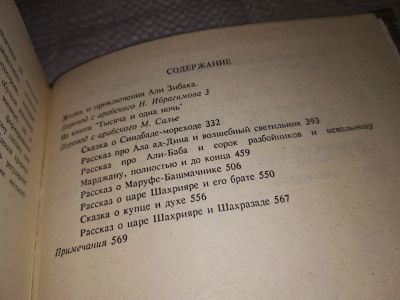 СОДЕРЖАНИЕ
Жизнь и приключения Али Зибака.
Перевод с арабского Н. Ибрагимова 3
Из книги "Тысяча и одна ночь"
Перевод с арабского М. Салье
Сказка о Синдбаде-мореходе 332
Рассказ про Ала ад-Дина и волшебный светильник 393
Рассказ про Али-Баба и сорок разбойников и невольницу
Марджану, полностью и до конца 459
Рассказ о Маруфе-Башмачнике 506
Рассказ о царе Шахрияре и его брате 550
Сказка о купце и духе 556
Рассказ о царе Шахрияре и Шахразаде 567
Примечания 569